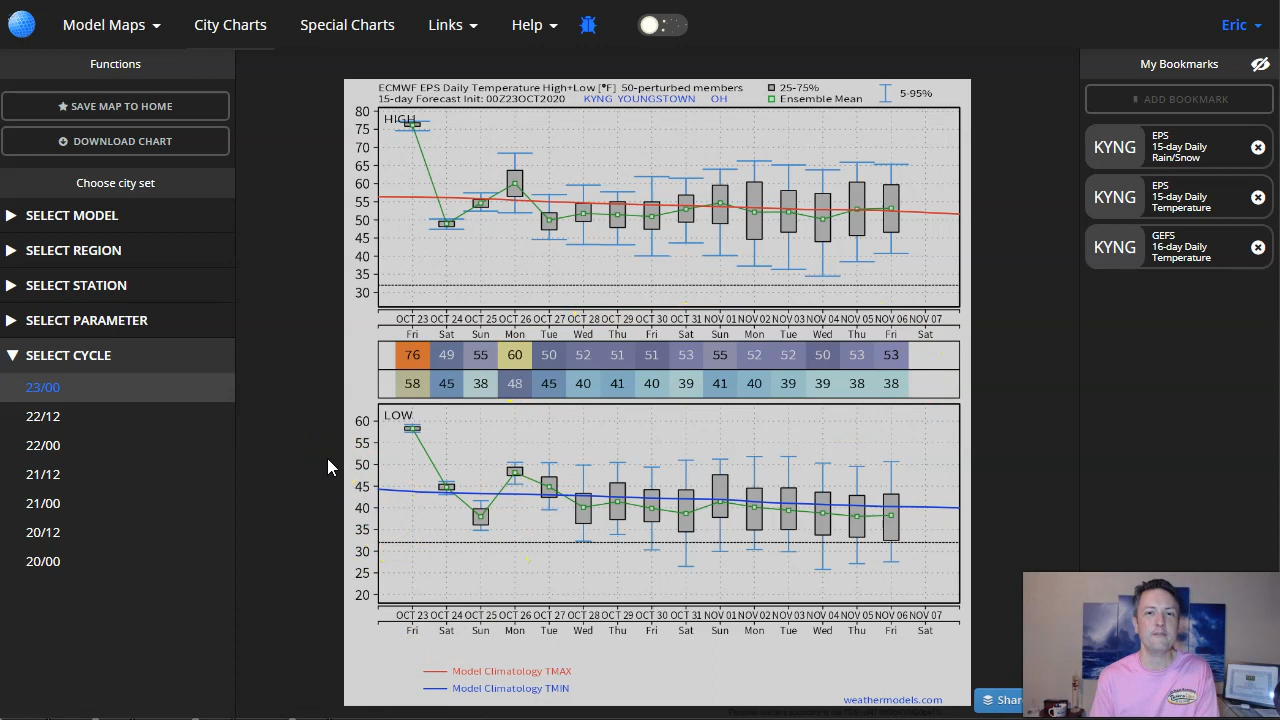 Model Maps City Charts Special Charts Links Help Eric
Functions
SAVE MAP TO HOME
DOWNLOAD CHART
Choose city set
SELECT MODEL
SELECT REGION
SELECT STATION
SELECT PARAMETER
SELECT CYCLE
23/00
22/12
22/00
21/12
21/00
20/12
20/00
ECMWF EPS Daily Temperature High+Low [°F] 50-perturbed members
15-day Forecast Init: 00Z23OCT2020 KYNG YOUNGSTOWN OH
25-75%
Ensemble Mean
5-95%
HIGH
80
75
70
65
60
55
50
45
40
35
30
OCT 23 OCT 24 OCT 25 OCT 26 OCT 27 OCT 28 OCT 29 OCT 30 OCT 31 NOV 01 NOV 02 NOV 03 NOV 04 NOV 05 NOV 06 NOV 07
Fri Sat Sun Mon Tue Wed Thu Fri Sat Sun Mon Tue Wed Thu Fri Sat
76 49 55 60 50 52 51 51 53 55 52 52 50 53 53
58 45 38 48 45 40 41 40 39 41 40 39 39 38 38
LOW
60
55
50
45
40
35
30
25
20
OCT 23 OCT 24 OCT 25 OCT 26 OCT 27 OCT 28 OCT 29 OCT 30 OCT 31 NOV 01 NOV 02 NOV 03 NOV 04 NOV 05 NOV 06 NOV 07
Fri Sat Sun Mon Tue Wed Thu Fri Sat Sun Mon Tue Wed Thu Fri Sat
Model Climatology TMAX
Model Climatology TMIN
weathermodels.com
Shar
My Bookmarks
ADD BOOKMARK
KYNG
EPS
15-day Daily
Rain/Snow
KYNG
EPS
15-day Daily
Temperature
KYNG
GEFS
16-day Daily
Temperature